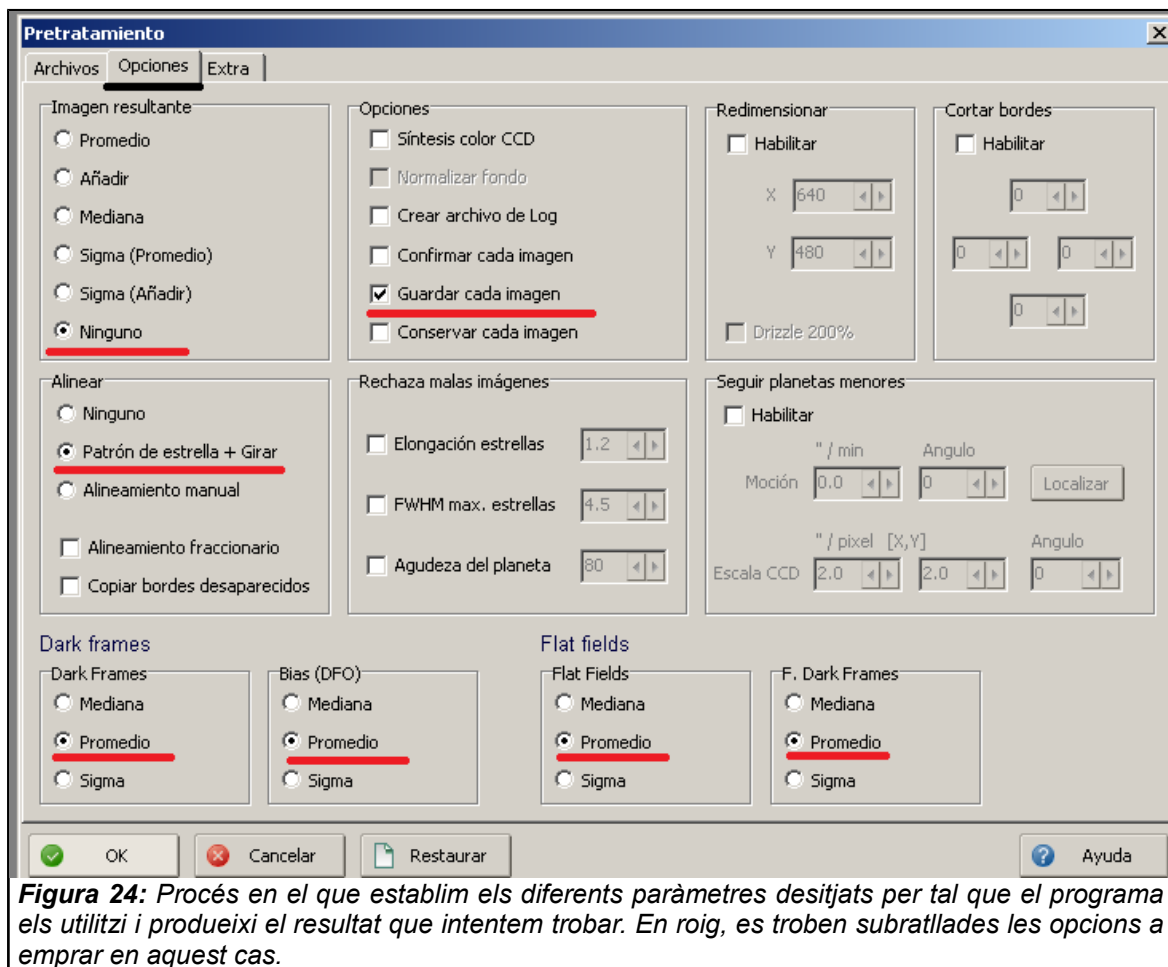 Pretratamiento
Archivos Opciones Extra
Imagen resultante
Promedio
Añadir
Mediana
Sigma (Promedio)
Sigma (Añadir)
Ninguno
Opciones
Síntesis color CCD
Normalizar fondo
Crear archivo de Log
Confirmar cada imagen
Guardar cada imagen
Conservar cada imagen
Redimensionar
Habilitar
X 640
Y 480
Drizzle 200%
Cortar bordes
Habilitar
0
0 0
0
Alinear
Ninguno
Patrón de estrella + Girar
Alineamiento manual
Alineamiento fraccionario
Copiar bordes desaparecidos
Rechaza malas imágenes
Elongación estrellas 1.2
FWHM max. estrellas 4.5
Agudeza del planeta 80
Seguir planetas menores
Habilitar
" / min Angulo
Moción 0.0 0 Localizar
" / pixel [X,Y] Angulo
Escala CCD 2.0 2.0 0
Dark frames
Dark Frames
Mediana
Promedio
Sigma
Bias (DFO)
Mediana
Promedio
Sigma
Flat fields
Flat Fields
Mediana
Promedio
Sigma
F. Dark Frames
Mediana
Promedio
Sigma
OK Cancelar Restaurar Ayuda
Figura 24: Procés en el que establim els diferents paràmetres desitjats per tal que el programa
els utilitzi i produeixi el resultat que intentem trobar. En roig, es troben subratllades les opcions a
emprar en aquest cas.